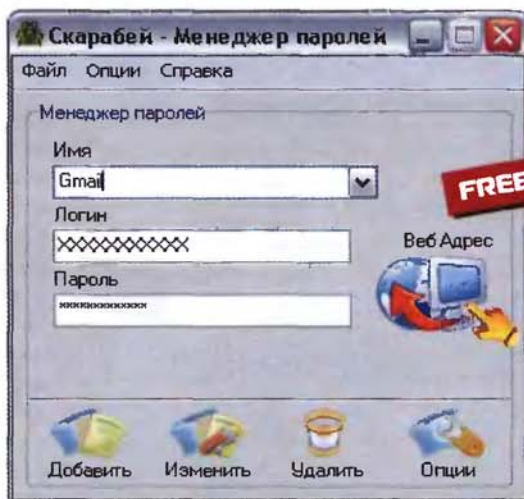 Скарабей - Менеджер паролей
Файл Опции Справка
Менеджер паролей
Имя
Gmail
FREE
Логин
XXXXXXXXXXX
Веб Адрес
Пароль
×××××××××××××
Добавить Изменить Удалить Опции